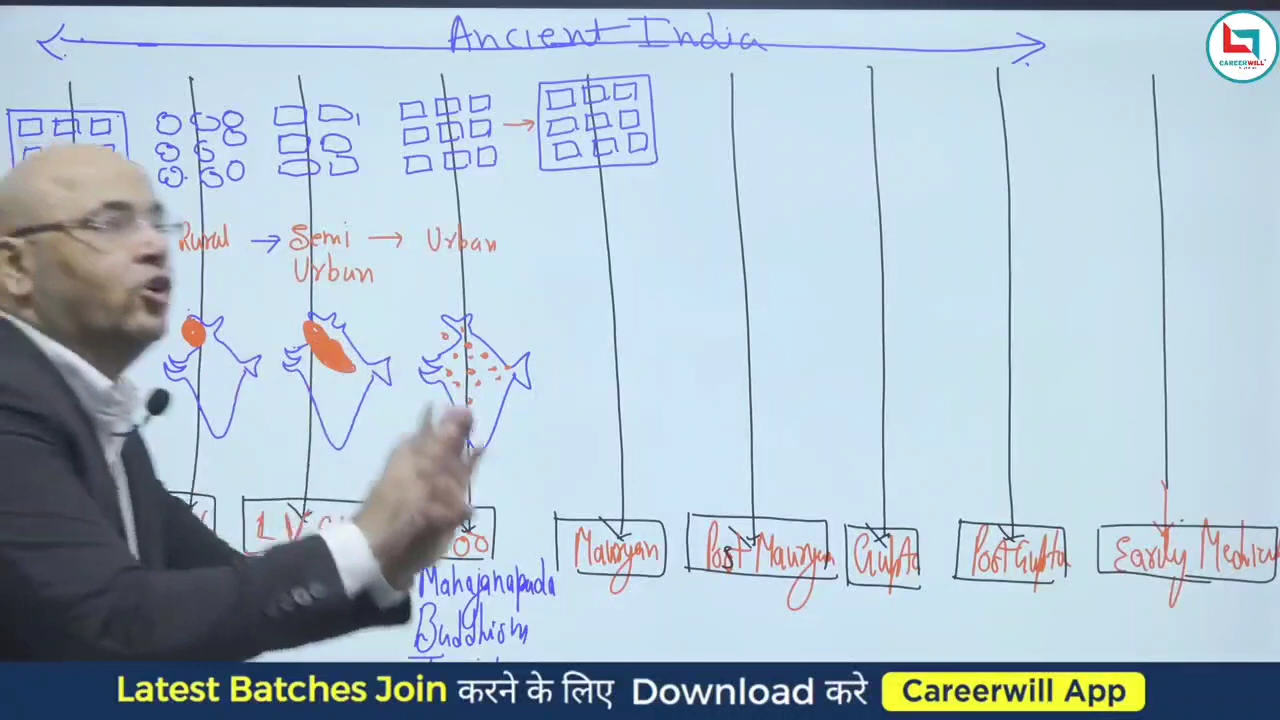 Ancient India
CAREERWILL
Rural → Semi Urban → Urban
Mauryan
Post Mauryan
Gupta
Post Gupta
Early
Mahajanapada
Buddhism
Latest Batches Join करने के लिए Download करे Careerwill App